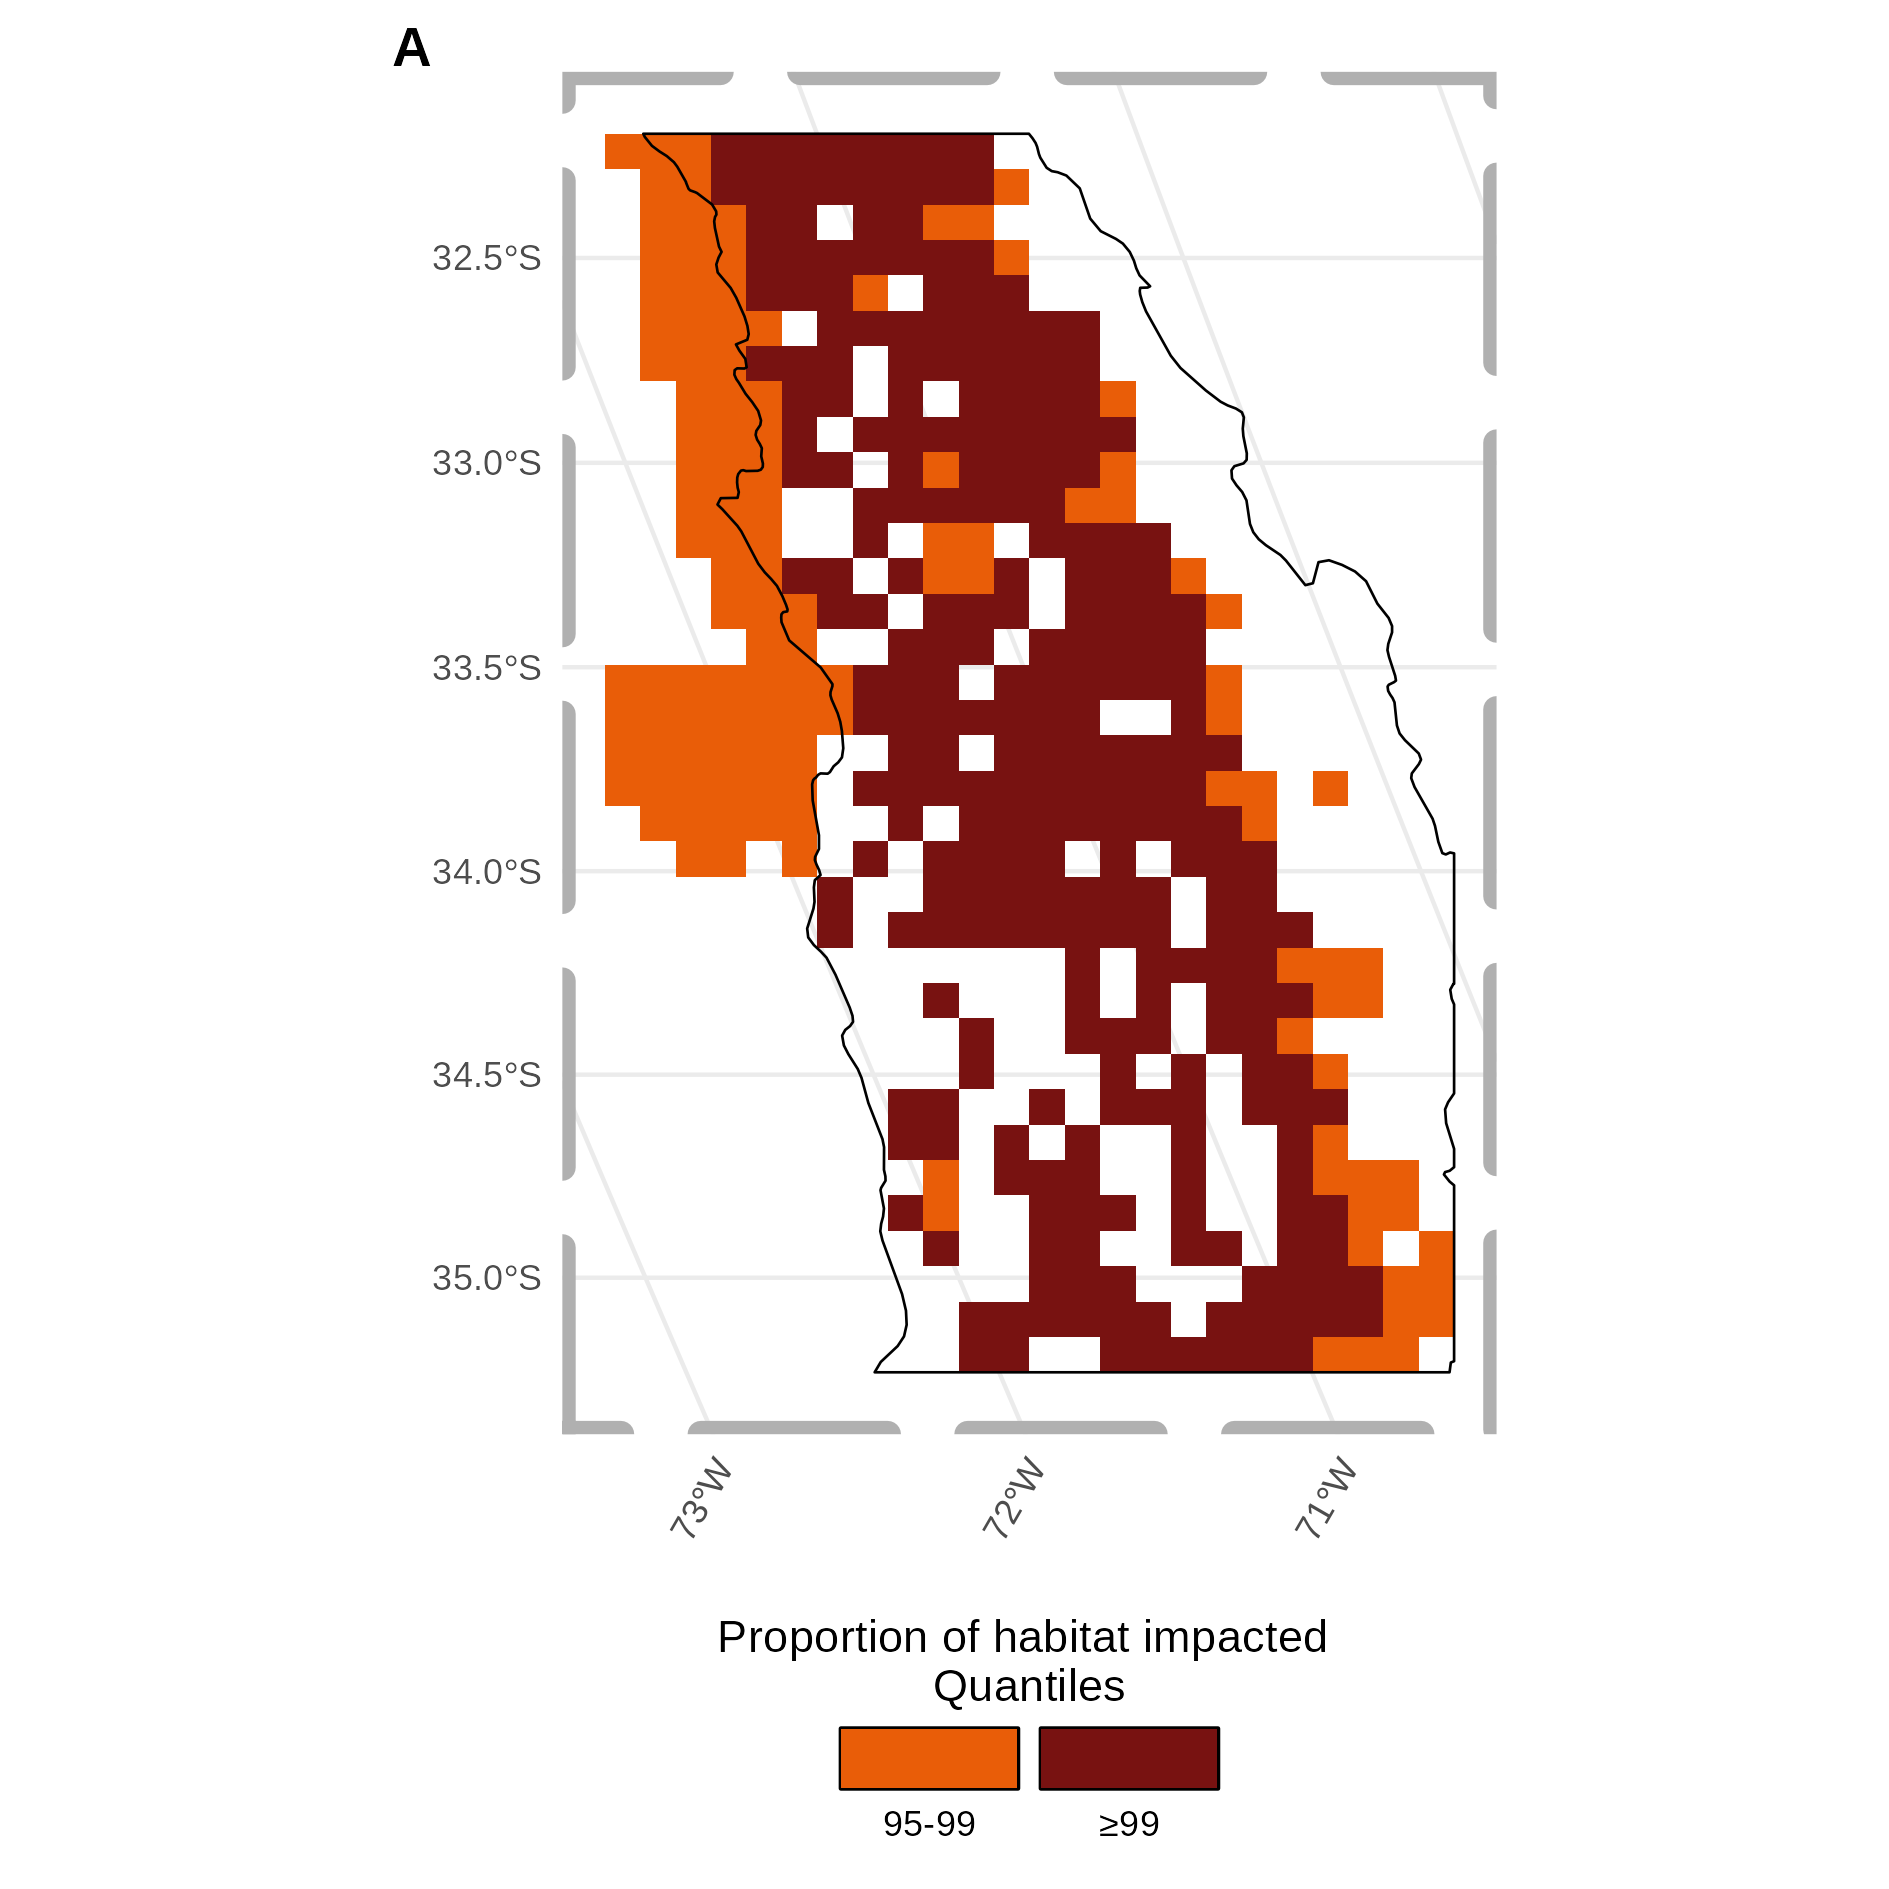 A
32.5°S
33.0°S
33.5°S
34.0°S
34.5°S
35.0°S
73°W
72°W
71°W
Proportion of habitat impacted
Quantiles
95-99
≥99